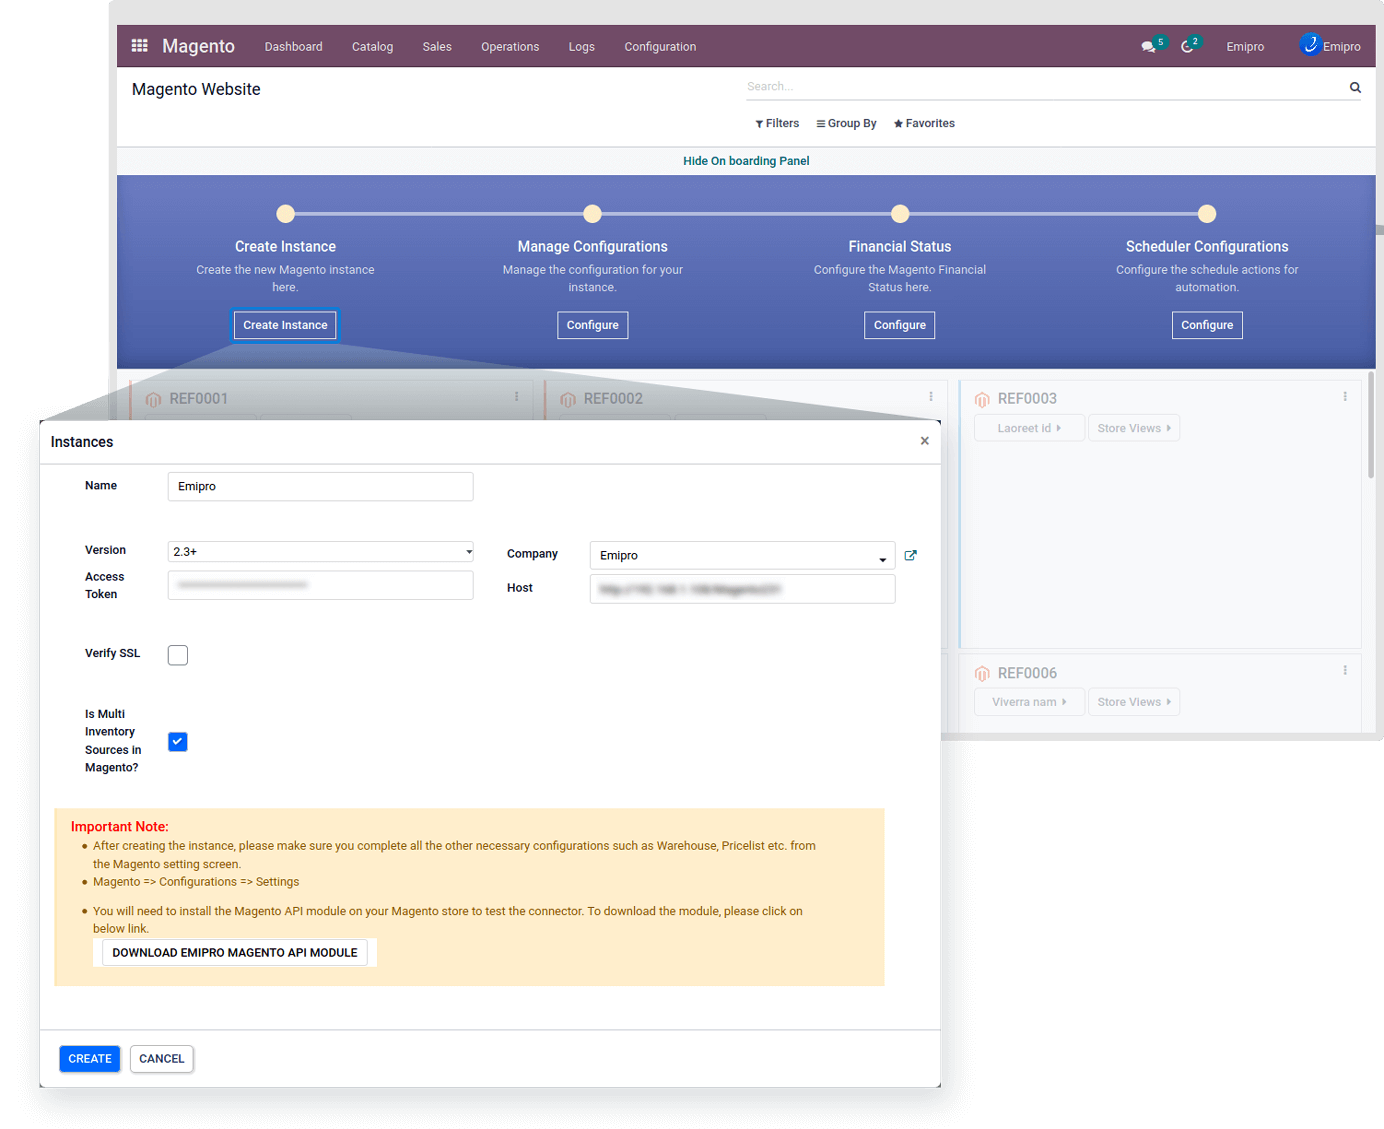 Magento Dashboard Catalog Sales Operations Logs Configuration 5 2 Emipro Emipro
Magento Website
Search...
Filters Group By Favorites
Hide On boarding Panel
Create Instance Manage Configurations Financial Status Scheduler Configurations
Create the new Magento instance Manage the configuration for your Configure the Magento Financial Configure the schedule actions for
here. instance. Status here. automation.
Create Instance Configure Configure Configure
REF0001 REF0002 REF0003
Laoreet id Store Views
Instances
×
Name Emipro
Version 2.3+
Company Emipro
Access
Token
Host
Verify SSL
Is Multi
Inventory
Sources in
Magento?
REF0006
Viverra nam Store Views
Important Note:
After creating the instance, please make sure you complete all the other necessary configurations such as Warehouse, Pricelist etc. from
the Magento setting screen.
Magento => Configurations => Settings
You will need to install the Magento API module on your Magento store to test the connector. To download the module, please click on
below link.
DOWNLOAD EMIPRO MAGENTO API MODULE
CREATE CANCEL